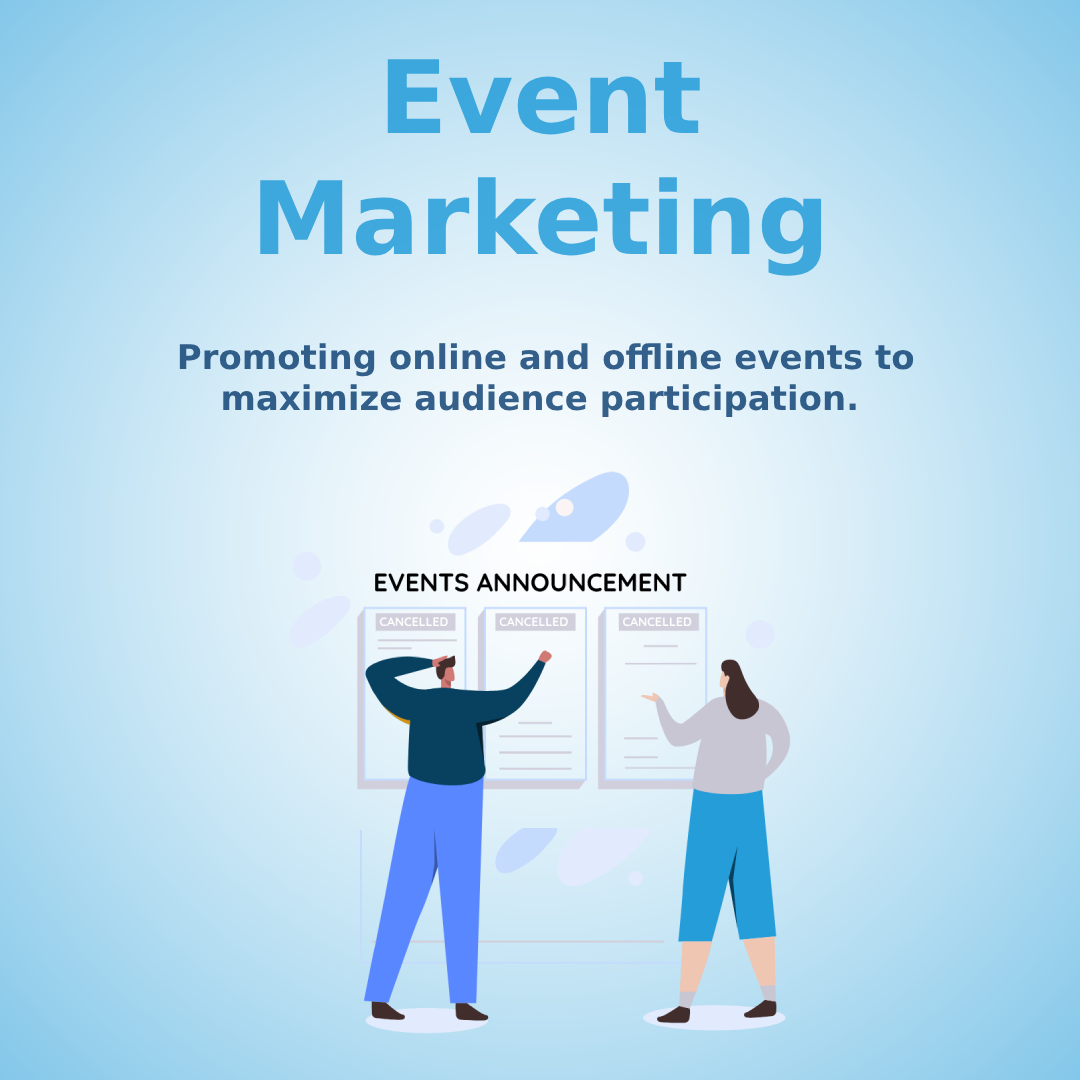 Event
Marketing
Promoting online and offline events to
maximize audience participation.
EVENTS ANNOUNCEMENT
CANCELLED
CANCELLED
CANCELLED